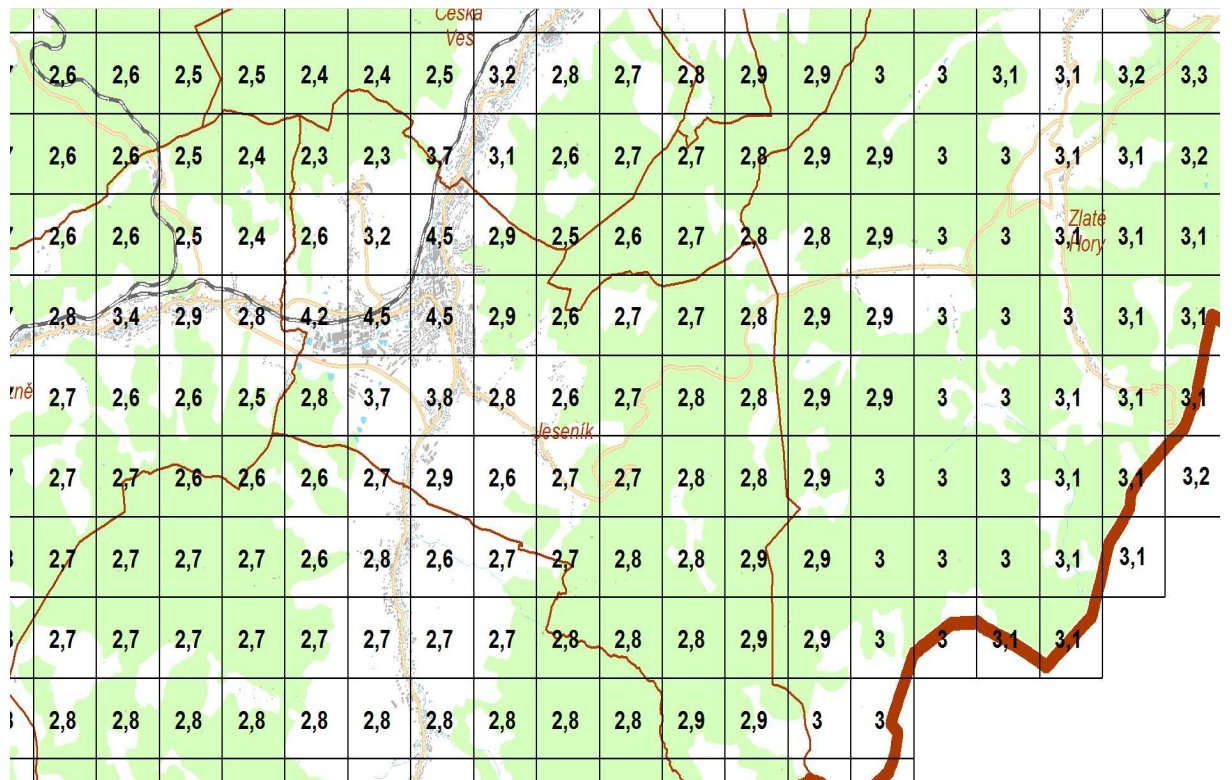 Česká
Ves
7 2,6 2,6 2,5 2,5 2,4 2,4 2,5 3,2 2,8 2,7 2,8 2,9 2,9 3 3 3,1 3,1 3,2 3,3
2,6 2,6 2,5 2,4 2,3 2,3 3,7 3,1 2,6 2,7 2,7 2,8 2,9 2,9 3 3 3,1 3,1 3,2
Zlaté
Hory
2,6 2,6 2,5 2,4 2,6 3,2 4,5 2,9 2,5 2,6 2,7 2,8 2,8 2,9 3 3 3,1 3,1 3,1
2,8 3,4 2,9 2,8 4,2 4,5 4,5 2,9 2,6 2,7 2,7 2,8 2,9 2,9 3 3 3 3,1 3,1
zně 2,7 2,6 2,6 2,5 2,8 3,7 3,8 2,8 2,6 2,7 2,8 2,8 2,9 2,9 3 3 3,1 3,1 3,1
Jeseník
7 2,7 2,7 2,6 2,6 2,6 2,7 2,9 2,6 2,7 2,7 2,8 2,8 2,9 3 3 3 3,1 3,1 3,2
2,7 2,7 2,7 2,7 2,6 2,8 2,6 2,7 2,7 2,8 2,8 2,9 2,9 3 3 3 3,1 3,1
2,7 2,7 2,7 2,7 2,7 2,7 2,7 2,7 2,8 2,8 2,8 2,9 2,9 3 3 3,1 3,1
2,8 2,8 2,8 2,8 2,8 2,8 2,8 2,8 2,8 2,8 2,9 2,9 3 3